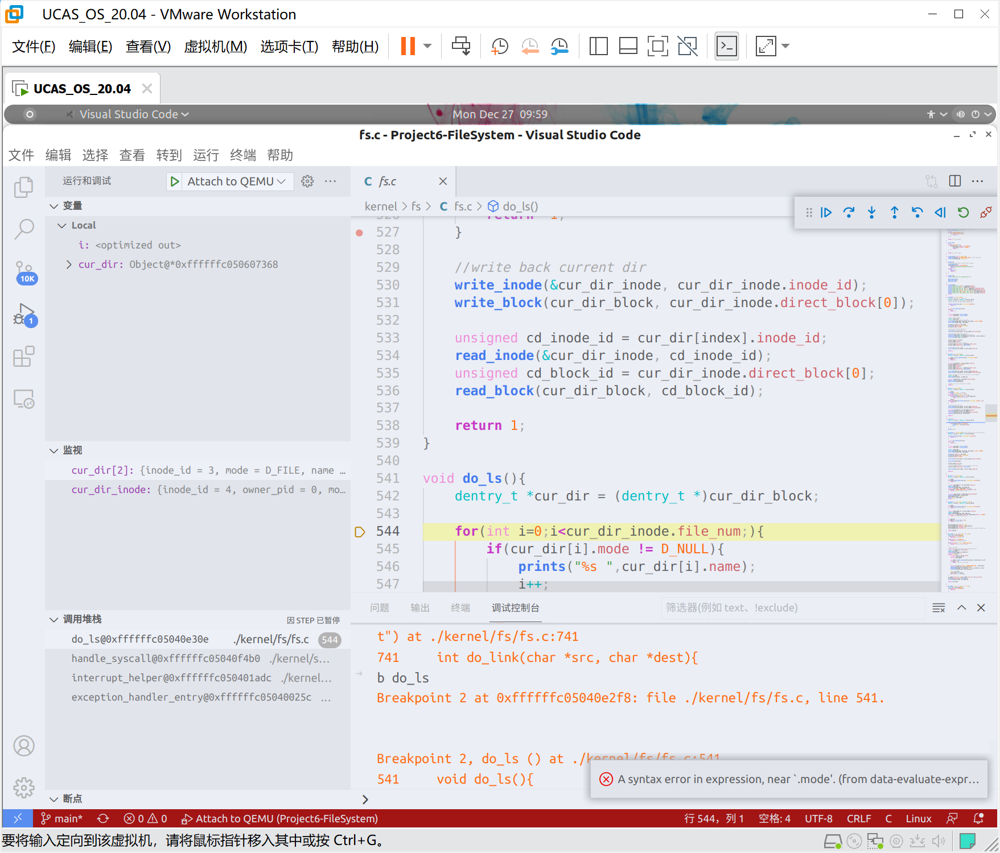 UCAS_OS_20.04 - VMware Workstation
文件(F) 编辑(E) 查看(V) 虚拟机(M) 选项卡(T) 帮助(H)
UCAS_OS_20.04
Visual Studio Code
Mon Dec 27 09:59
fs.c - Project6-FileSystem - Visual Studio Code
文件 编辑 选择 查看 转到 运行 终端 帮助
运行和调试
Attach to QEMU
变量
Local
i: <optimized out>
cur_dir: Object@*0xffffffc050607368
10K
1
监视
cur_dir[2]: {inode_id = 3, mode = D_FILE, name …
cur_dir_inode: {inode_id = 4, owner_pid = 0, mo…
调用堆栈
因 STEP 已暂停
do_ls@0xffffffc05040e30e ./kernel/fs/fs.c 544
handle_syscall@0xffffffc05040f4b0 ./kernel/s…
interrupt_helper@0xffffffc050401adc ./kernel…
exception_handler_entry@0xffffffc05040025c …
断点
C fs.c
kernel > fs > C fs.c > do_ls()
527 }
528
529 //write back current dir
530 write_inode(&cur_dir_inode, cur_dir_inode.inode_id);
531 write_block(cur_dir_block, cur_dir_inode.direct_block[0]);
532
533 unsigned cd_inode_id = cur_dir[index].inode_id;
534 read_inode(&cur_dir_inode, cd_inode_id);
535 unsigned cd_block_id = cur_dir_inode.direct_block[0];
536 read_block(cur_dir_block, cd_block_id);
537
538 return 1;
539 }
540
541 void do_ls(){
542 dentry_t *cur_dir = (dentry_t *)cur_dir_block;
543
544 for(int i=0;i<cur_dir_inode.file_num;){
545 if(cur_dir[i].mode != D_NULL){
546 prints("%s ",cur_dir[i].name);
547 i++;
问题 输出 终端 调试控制台
筛选器(例如 text、!exclude)
t") at ./kernel/fs/fs.c:741
741 int do_link(char *src, char *dest){
b do_ls
Breakpoint 2 at 0xffffffc05040e2f8: file ./kernel/fs/fs.c, line 541.
Breakpoint 2, do_ls () at ./kernel/fs/fs.c:541
541 void do_ls(){
A syntax error in expression, near `.mode'. (from data-evaluate-expr…
main* 0 0 Attach to QEMU (Project6-FileSystem)
行 544，列 1 空格: 4 UTF-8 CRLF C Linux
要将输入定向到该虚拟机，请将鼠标指针移入其中或按 Ctrl+G。